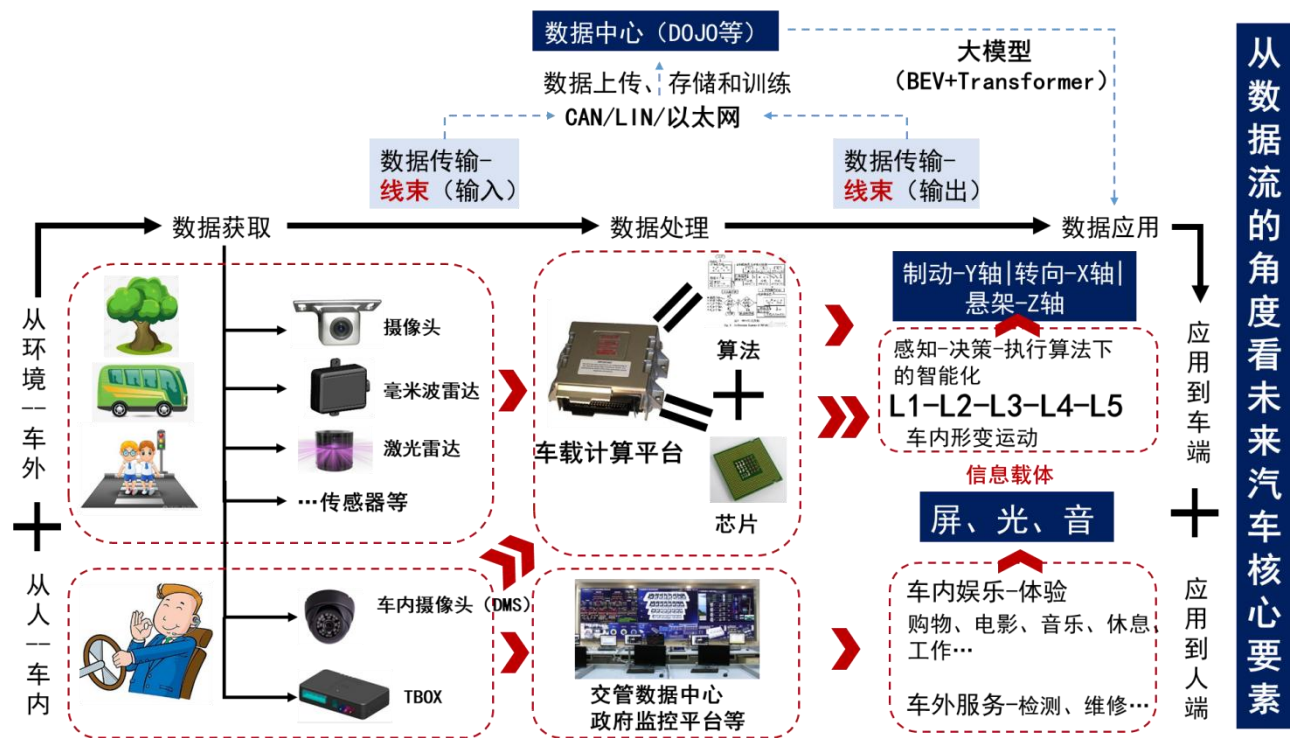 数据中心（DOJO等）
大模型
（BEV+Transformer）
数据上传、存储和训练
CAN/LIN/以太网
数据传输-
线束（输入）
数据传输-
线束（输出）
数据获取
数据处理
数据应用
从环境--车外
从人--车内
摄像头
毫米波雷达
激光雷达
…传感器等
车内摄像头（DMS）
TBOX
车载计算平台
算法
芯片
交管数据中心
政府监控平台等
制动-Y轴|转向-X轴|
悬架-Z轴
感知-决策-执行算法下
的智能化
L1-L2-L3-L4-L5
车内形变运动
信息载体
屏、光、音
车内娱乐-体验
购物、电影、音乐、休息、
工作…
车外服务-检测、维修…
应用到车端
应用到人端
从数据流的角度看未来汽车核心要素